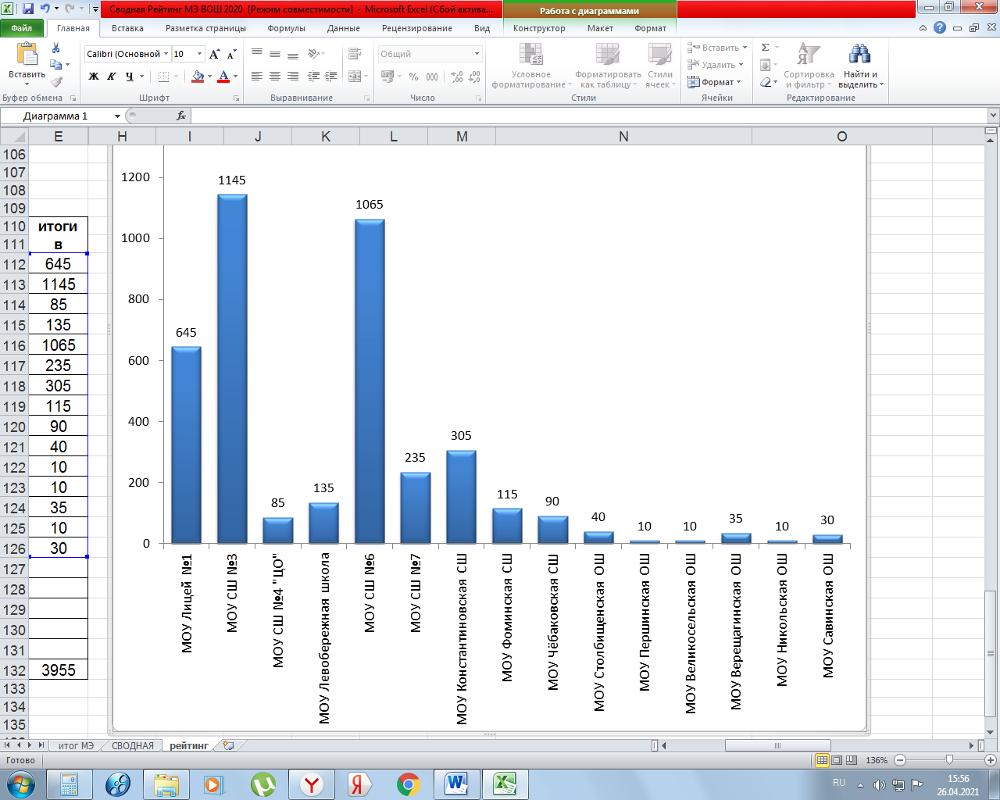 Сводная Рейтинг МЭ ВОШ 2020 [Режим совместимости] - Microsoft Excel (Сбой актива...
Работа с диаграммами
Файл Главная Вставка Разметка страницы Формулы Данные Рецензирование Вид Конструктор Макет Формат
Вставить
Calibri (Основной 10
Ж К Ч
Общий
% 000
Условное форматирование
Форматировать как таблицу
Стили ячеек
Вставить
Удалить
Формат
Сортировка и фильтр
Найти и выделить
Буфер обмена Шрифт Выравнивание Число Стили Ячейки Редактирование
Диаграмма 1 fx
E H I J K L M N O
106
107
108
109
110 итоги
111 в
112 645
113 1145
114 85
115 135
116 1065
117 235
118 305
119 115
120 90
121 40
122 10
123 10
124 35
125 10
126 30
127
128
129
130
131
132 3955
133
134
135
1200
1000
800
600
400
200
0
645 1145 85 135 1065 235 305 115 90 40 10 10 35 10 30
МОУ Лицей №1
МОУ СШ №3
МОУ СШ №4 "ЦО"
МОУ Левобережная школа
МОУ СШ №6
МОУ СШ №7
МОУ Константиновская СШ
МОУ Фоминская СШ
МОУ Чёбаковская СШ
МОУ Столбищенская ОШ
МОУ Першинская ОШ
МОУ Великосельская ОШ
МОУ Верещагинская ОШ
МОУ Никольская ОШ
МОУ Савинская ОШ
итог МЭ СВОДНАЯ рейтинг
Готово 136%
RU 15:56
26.04.2021